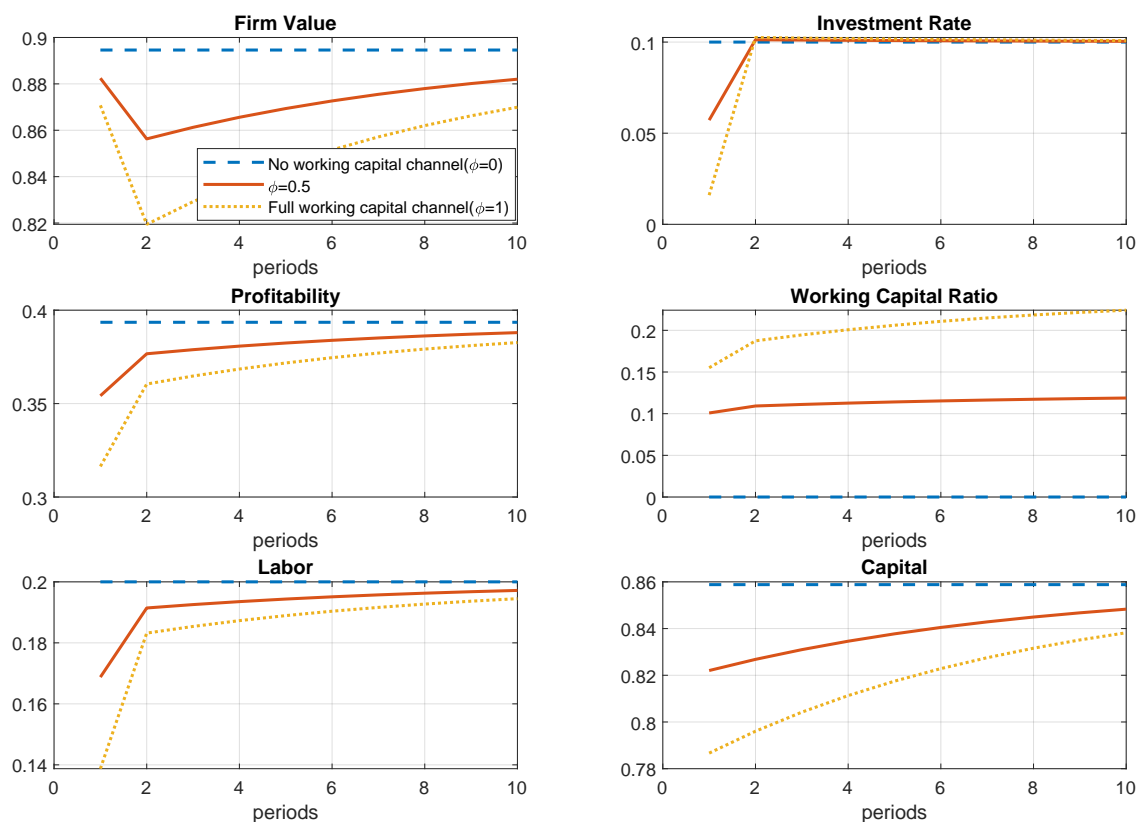 Firm Value
0.9
0.88
0.86
0.84
0.82
No working capital channel(ϕ=0)
ϕ=0.5
Full working capital channel(ϕ=1)
0 2 4 6 8 10
periods
Investment Rate
0.1
0.05
0
0 2 4 6 8 10
periods
Profitability
0.4
0.35
0.3
0 2 4 6 8 10
periods
Working Capital Ratio
0.2
0.15
0.1
0.05
0
0 2 4 6 8 10
periods
Labor
0.2
0.18
0.16
0.14
0 2 4 6 8 10
periods
Capital
0.86
0.84
0.82
0.8
0.78
0 2 4 6 8 10
periods